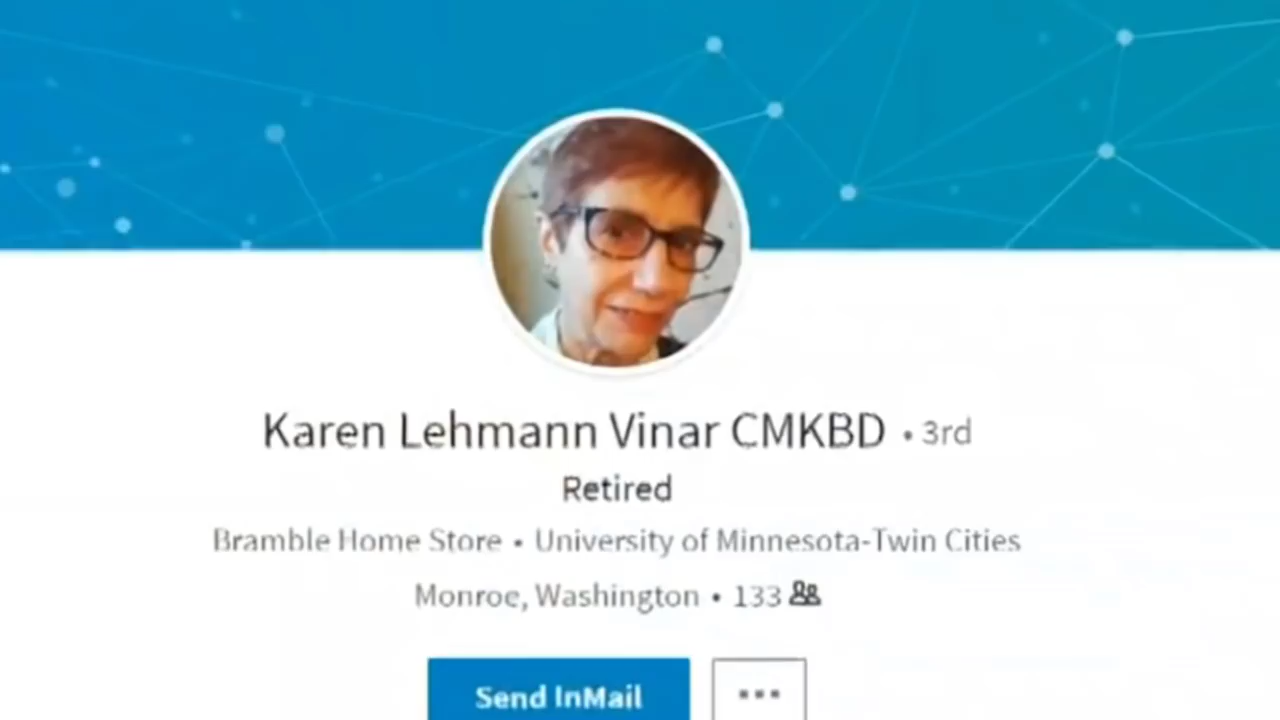 Karen Lehmann Vinar CMKBD • 3rd
Retired
Bramble Home Store • University of Minnesota-Twin Cities
Monroe, Washington • 133
Send InMail